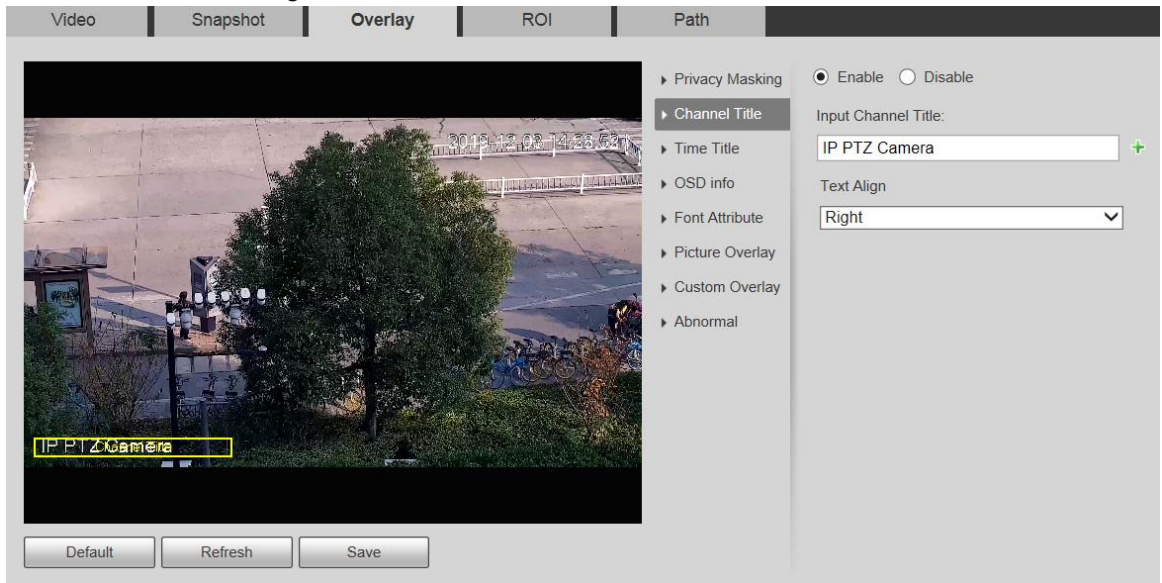 Video Snapshot Overlay ROI Path
Privacy Masking
Channel Title
Time Title
OSD info
Font Attribute
Picture Overlay
Custom Overlay
Abnormal
Enable Disable
Input Channel Title:
IP PTZ Camera
Text Align
Right
IP PTZ Camera
Default Refresh Save